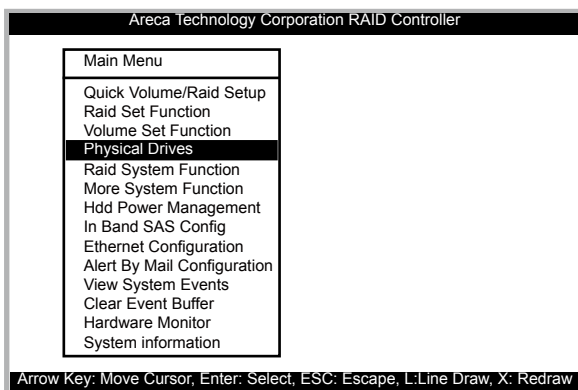 Areca Technology Corporation RAID Controller
Main Menu
Quick Volume/Raid Setup
Raid Set Function
Volume Set Function
Physical Drives
Raid System Function
More System Function
Hdd Power Management
In Band SAS Config
Ethernet Configuration
Alert By Mail Configuration
View System Events
Clear Event Buffer
Hardware Monitor
System information
Arrow Key: Move Cursor, Enter: Select, ESC: Escape, L:Line Draw, X: Redraw